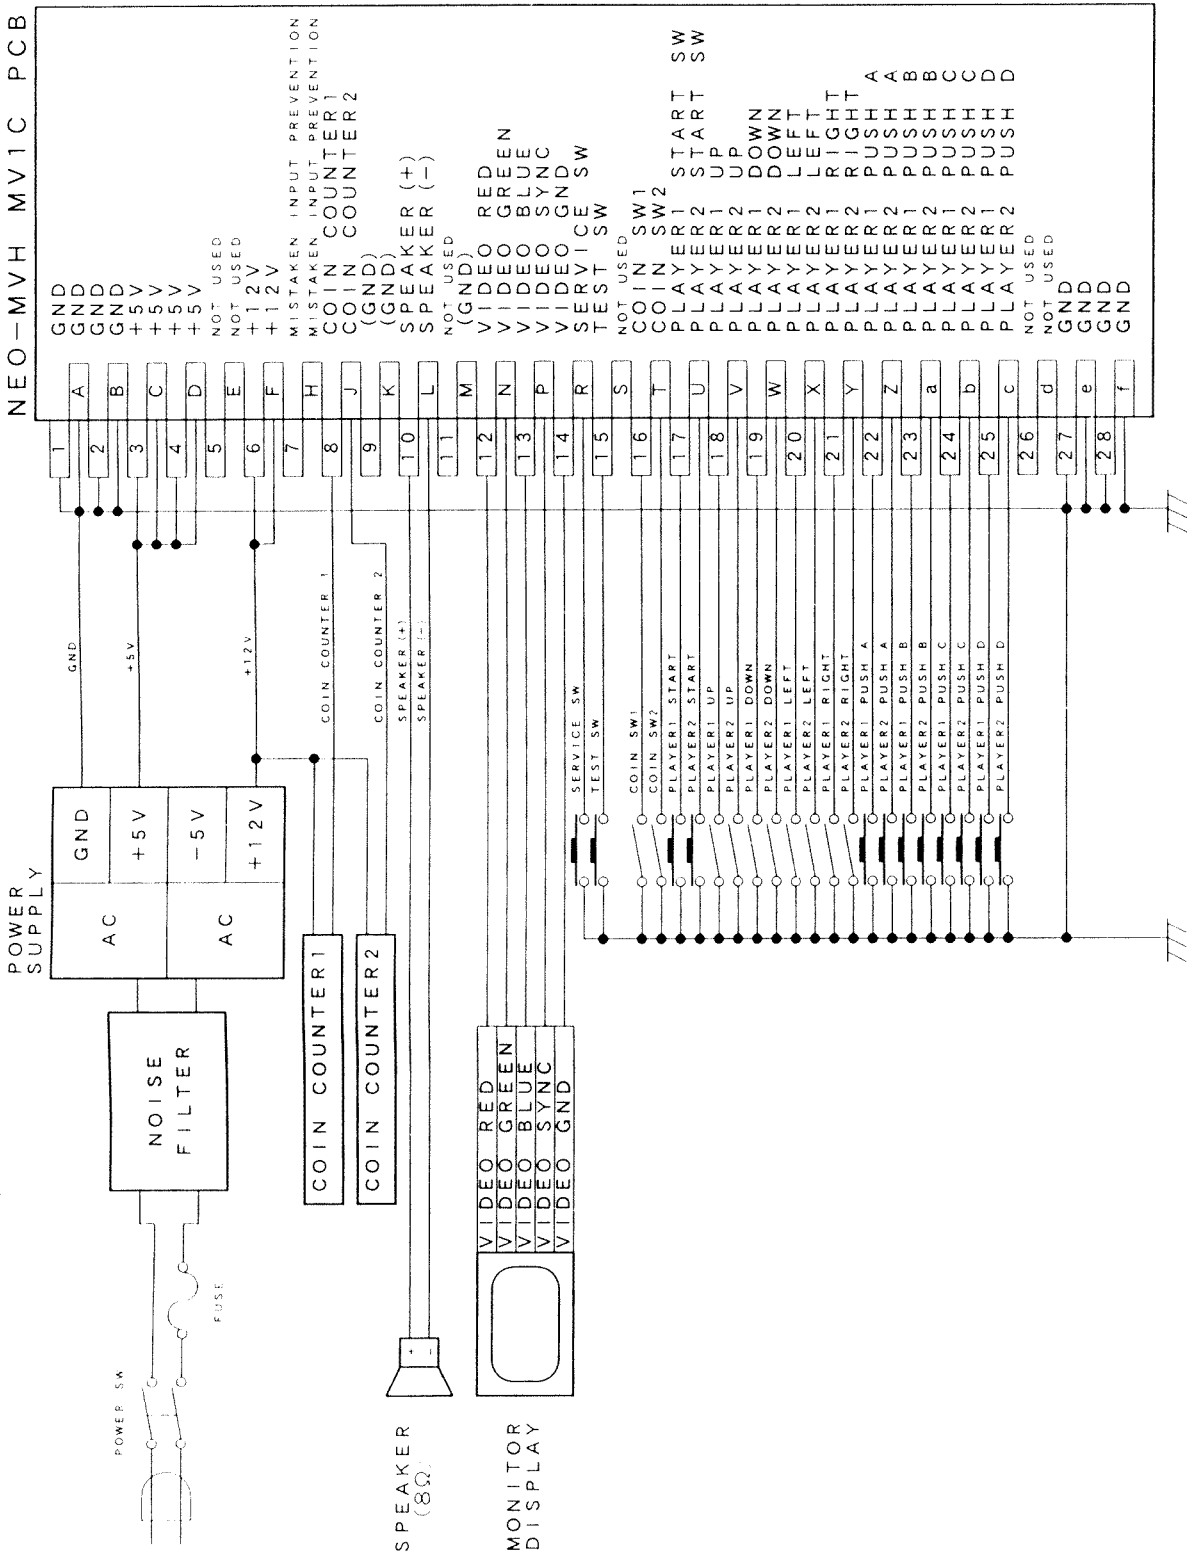 NEO-MVH MV1C PCB
POWER
SUPPLY
POWER SW
FUSE
NOISE
FILTER
AC
AC
GND
+5V
-5V
+12V
GND
+5V
+12V
COIN COUNTER1
COIN COUNTER2
COIN COUNTER 1
COIN COUNTER 2
SPEAKER (+)
SPEAKER (-)
SPEAKER
(8Ω)
+
-
MONITOR
DISPLAY
VIDEO RED
VIDEO GREEN
VIDEO BLUE
VIDEO SYNC
VIDEO GND
SERVICE SW
TEST SW
COIN SW1
COIN SW2
PLAYER1 START
PLAYER2 START
PLAYER1 UP
PLAYER2 UP
PLAYER1 DOWN
PLAYER2 DOWN
PLAYER1 LEFT
PLAYER2 LEFT
PLAYER1 RIGHT
PLAYER2 RIGHT
PLAYER1 PUSH A
PLAYER2 PUSH A
PLAYER1 PUSH B
PLAYER2 PUSH B
PLAYER1 PUSH C
PLAYER2 PUSH C
PLAYER1 PUSH D
PLAYER2 PUSH D
1 GND
A GND
2 GND
B GND
3 +5V
C +5V
4 +5V
D +5V
5 NOT USED
E NOT USED
6 +12V
F +12V
7 MISTAKEN INPUT PREVENTION
H MISTAKEN INPUT PREVENTION
8 COIN COUNTER1
J COIN COUNTER2
9 (GND)
K (GND)
10 SPEAKER (+)
L SPEAKER (-)
11 NOT USED
M (GND)
12 VIDEO RED
N VIDEO GREEN
13 VIDEO BLUE
P VIDEO SYNC
14 VIDEO GND
R SERVICE SW
15 TEST SW
S NOT USED
16 COIN SW1
T COIN SW2
17 PLAYER1 START SW
U PLAYER2 START SW
18 PLAYER1 UP
V PLAYER2 UP
19 PLAYER1 DOWN
W PLAYER2 DOWN
20 PLAYER1 LEFT
X PLAYER2 LEFT
21 PLAYER1 RIGHT
Y PLAYER2 RIGHT
22 PLAYER1 PUSH A
Z PLAYER2 PUSH A
23 PLAYER1 PUSH B
a PLAYER2 PUSH B
24 PLAYER1 PUSH C
b PLAYER2 PUSH C
25 PLAYER1 PUSH D
c PLAYER2 PUSH D
26 NOT USED
d NOT USED
27 GND
e GND
28 GND
f GND